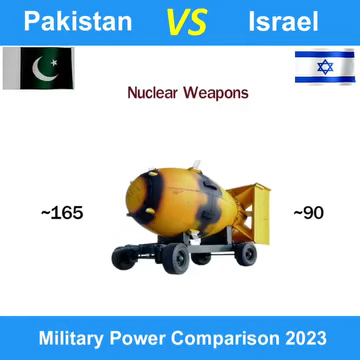 Pakistan VS Israel
Nuclear Weapons
~165 ~90
Military Power Comparison 2023